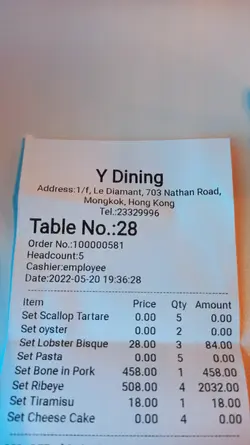 Y Dining
Address:1/f, Le Diamant, 703 Nathan Road,
Mongkok, Hong Kong
Tel.:23329996
Table No.:28
Order No.:100000581
Headcount:5
Cashier:employee
Date:2022-05-20 19:36:28
Item Price Qty Amount
Set Scallop Tartare 0.00 5 0.00
Set oyster 0.00 2 0.00
Set Lobster Bisque 28.00 3 84.00
Set Pasta 0.00 5 0.00
Set Bone in Pork 458.00 1 458.00
Set Ribeye 508.00 4 2032.00
Set Tiramisu 18.00 1 18.00
Set Cheese Cake 0.00 4 0.00